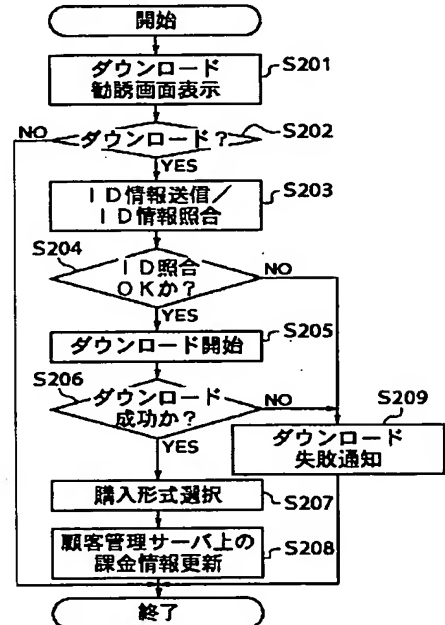 開始
ダウンロード
勧誘画面表示
S201
NO
ダウンロード?
S202
YES
ID情報送信/
ID情報照合
S203
S204
ID照合
OKか?
NO
YES
ダウンロード開始
S205
S206
ダウンロード
成功か?
NO
YES
S209
ダウンロード
失敗通知
購入形式選択
S207
顧客管理サーバ上の
課金情報更新
S208
終了